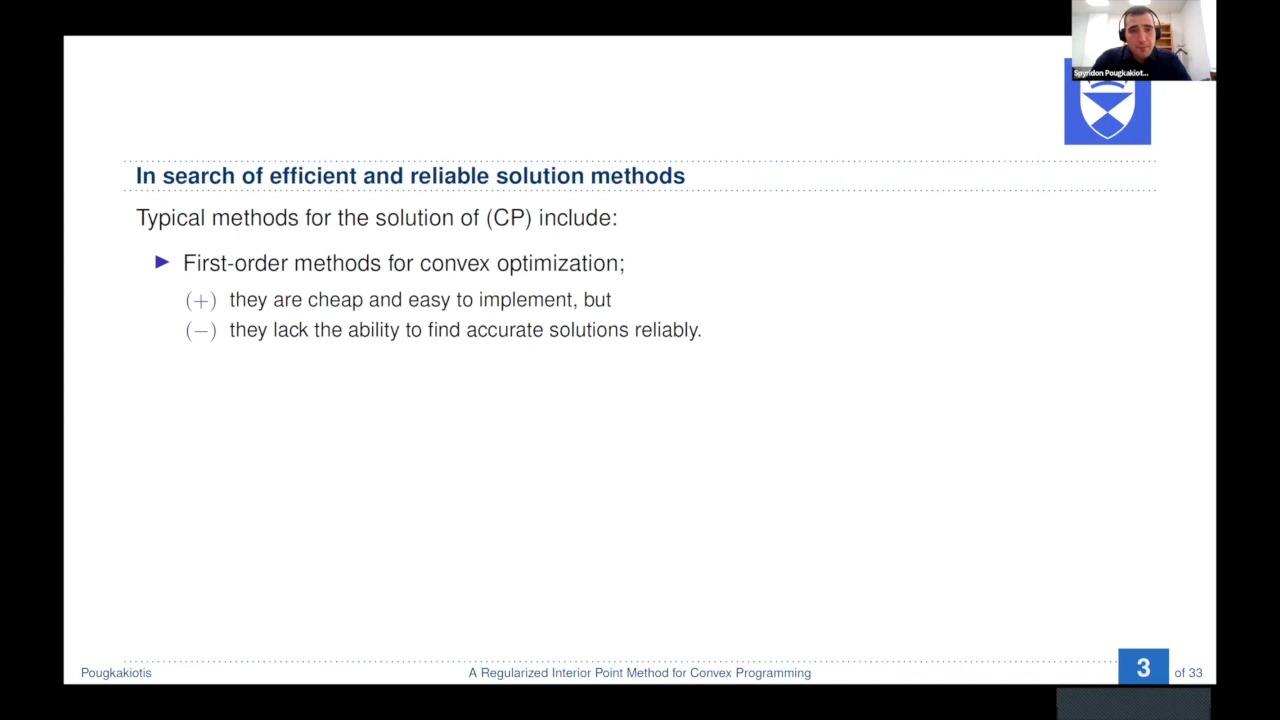 Spyridon Pougkakiot...
In search of efficient and reliable solution methods
Typical methods for the solution of (CP) include:
► First-order methods for convex optimization;
(+) they are cheap and easy to implement, but
(−) they lack the ability to find accurate solutions reliably.
Pougkakiotis
A Regularized Interior Point Method for Convex Programming
3 of 33